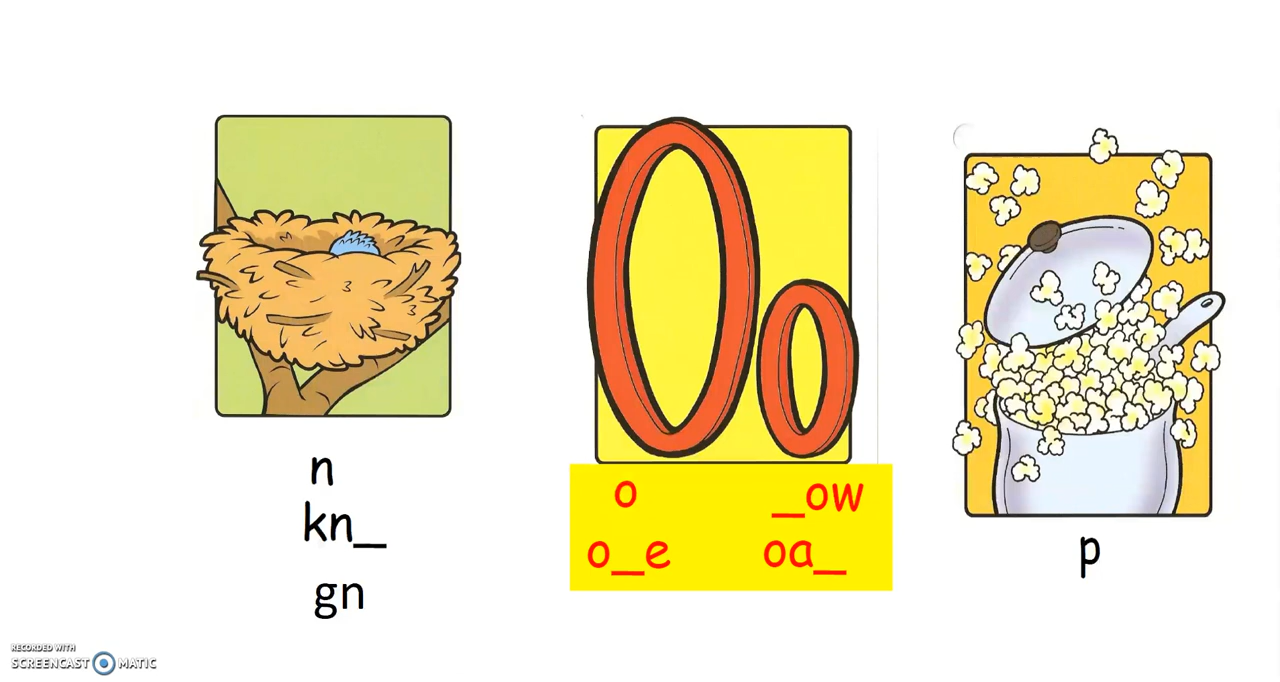 Oo
n
kn_
gn
o _ow
o_e oa_
p
RECORDED WITH
SCREENCAST MATIC